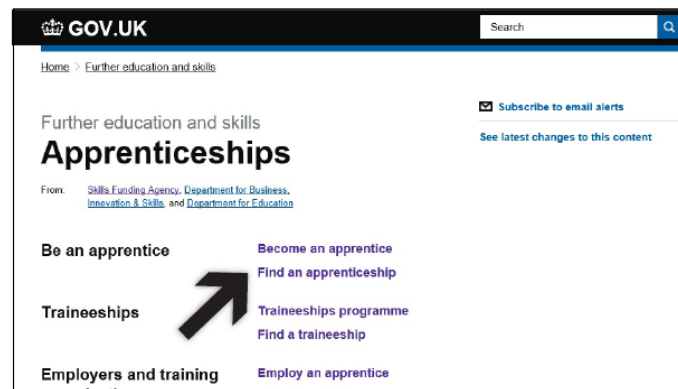 GOV.UK
Search
Home > Further education and skills
Subscribe to email alerts
See latest changes to this content
Further education and skills
Apprenticeships
From: Skills Funding Agency, Department for Business,
Innovation & Skills, and Department for Education
Be an apprentice
Become an apprentice
Find an apprenticeship
Traineeships
Traineeships programme
Find a traineeship
Employers and training
Employ an apprentice